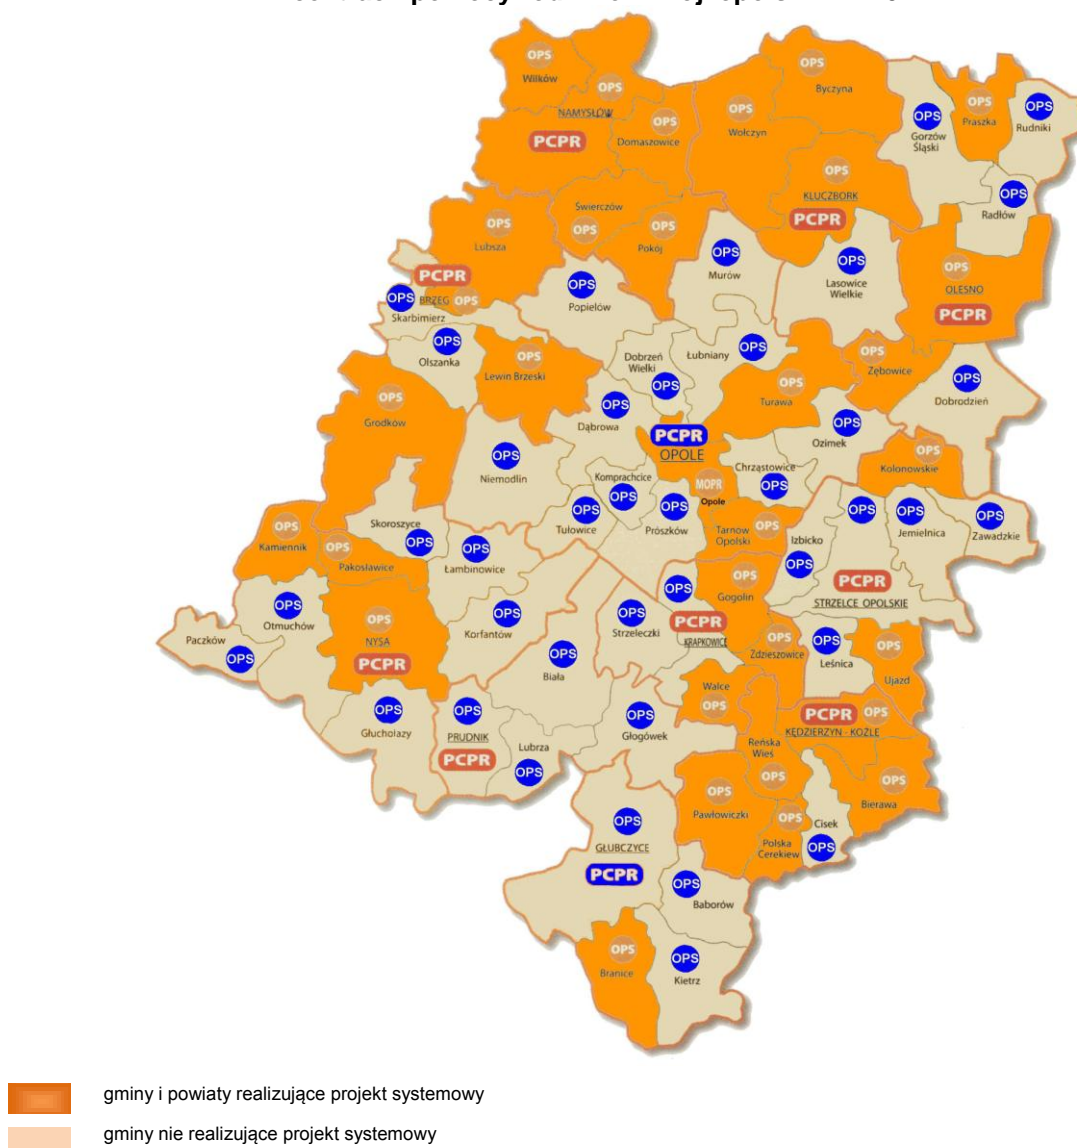 OPS
Wilków
OPS
NAMYSŁÓW
PCPR
OPS
Domaszowice
OPS
Wołczyn
OPS
Byczyna
OPS
Gorzów
Śląski
OPS
Praszka
OPS
Rudniki
OPS
Radłów
OPS
KLUCZBORK
PCPR
Świerczów
OPS
OPS
Pokój
OPS
Lubsza
PCPR
OPS
BRZEG
OPS
Skarbimierz
OPS
Popielów
OPS
Murów
OPS
Lasowice
Wielkie
OPS
OLESNO
PCPR
OPS
Olszanka
OPS
Lewin Brzeski
Dobrzeń
Wielki
OPS
Łubniany
OPS
OPS
Turawa
OPS
Zębowice
OPS
Dobrodzień
OPS
Grodków
OPS
Dąbrowa
PCPR
OPOLE
OPS
Ozimek
OPS
Niemodlin
Komprachcice
OPS
MOPR
Opole
Chrząstowice
OPS
OPS
Kolonowskie
Skoroszyce
OPS
OPS
Tułowice
OPS
Prószków
Tarnów
Opolski
OPS
Izbicko
OPS
OPS
OPS
Jemielnica
OPS
Zawadzkie
OPS
Kamiennik
OPS
Pakosławice
OPS
Łambinowice
PCPR
STRZELCE OPOLSKIE
OPS
Otmuchów
OPS
NYSA
PCPR
OPS
Korfantów
OPS
Strzeleczki
OPS
PCPR
KRAPKOWICE
OPS
Gogolin
OPS
Zdzieszowice
OPS
Leśnica
OPS
Ujazd
Paczków
OPS
OPS
Biała
Walce
OPS
PCPR
OPS
KĘDZIERZYN - KOŹLE
OPS
Głuchołazy
OPS
PRUDNIK
PCPR
Lubrza
OPS
OPS
Głogówek
Reńska
Wieś
OPS
OPS
Bierawa
OPS
Pawłowiczki
OPS
Polska
Cerekiew
Cisek
OPS
OPS
GŁUBCZYCE
PCPR
OPS
Baborów
OPS
Branice
OPS
Kietrz
gminy i powiaty realizujące projekt systemowy
gminy nie realizujące projekt systemowy